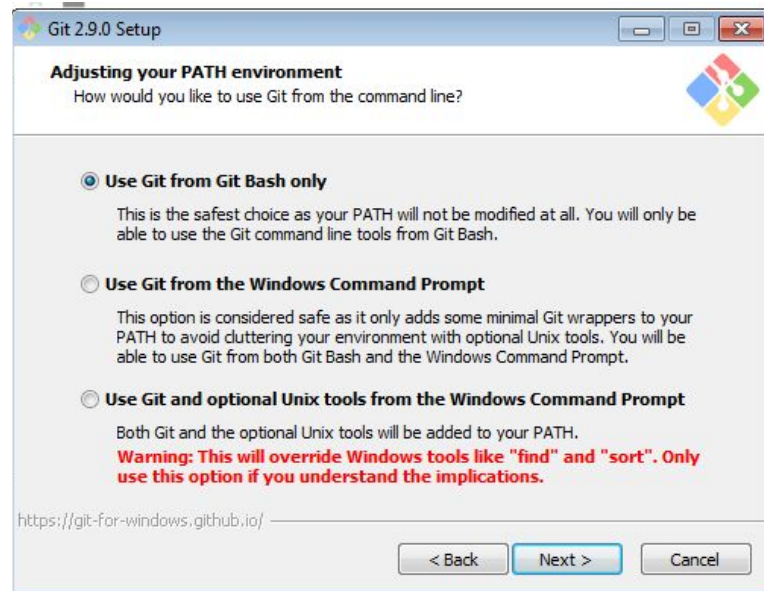 Git 2.9.0 Setup
Adjusting your PATH environment
How would you like to use Git from the command line?
Use Git from Git Bash only
This is the safest choice as your PATH will not be modified at all. You will only be
able to use the Git command line tools from Git Bash.
Use Git from the Windows Command Prompt
This option is considered safe as it only adds some minimal Git wrappers to your
PATH to avoid cluttering your environment with optional Unix tools. You will be
able to use Git from both Git Bash and the Windows Command Prompt.
Use Git and optional Unix tools from the Windows Command Prompt
Both Git and the optional Unix tools will be added to your PATH.
Warning: This will override Windows tools like "find" and "sort". Only
use this option if you understand the implications.
https://git-for-windows.github.io/
< Back Next > Cancel